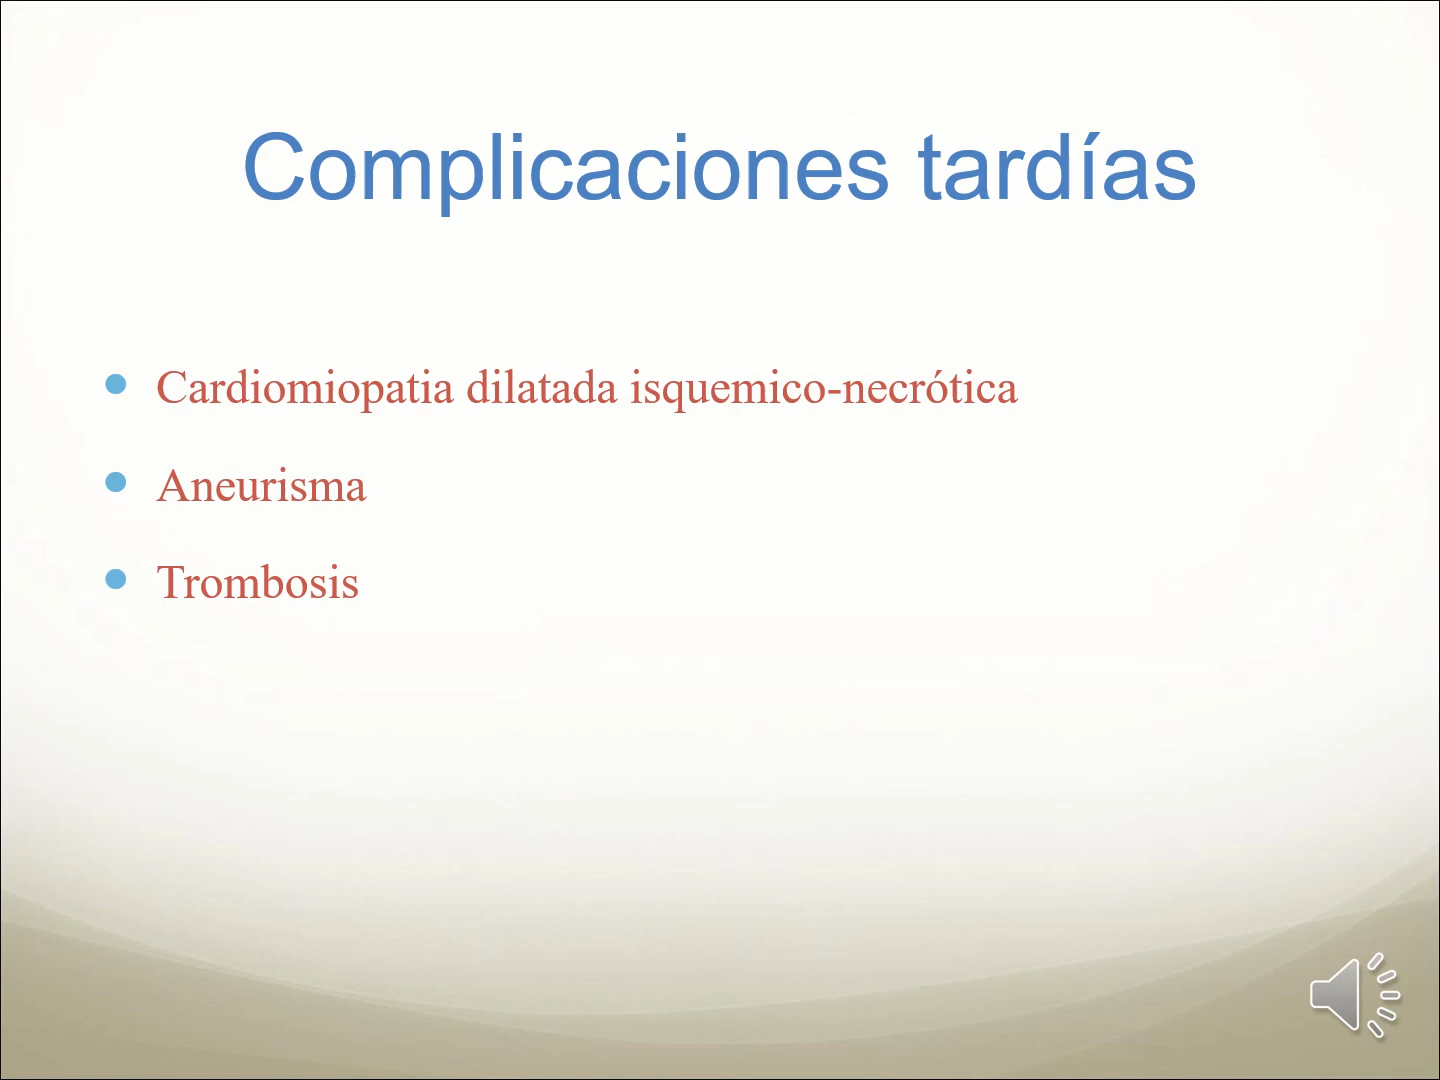 Complicaciones tardías
Cardiomiopatia dilatada isquemico-necrótica
Aneurisma
Trombosis